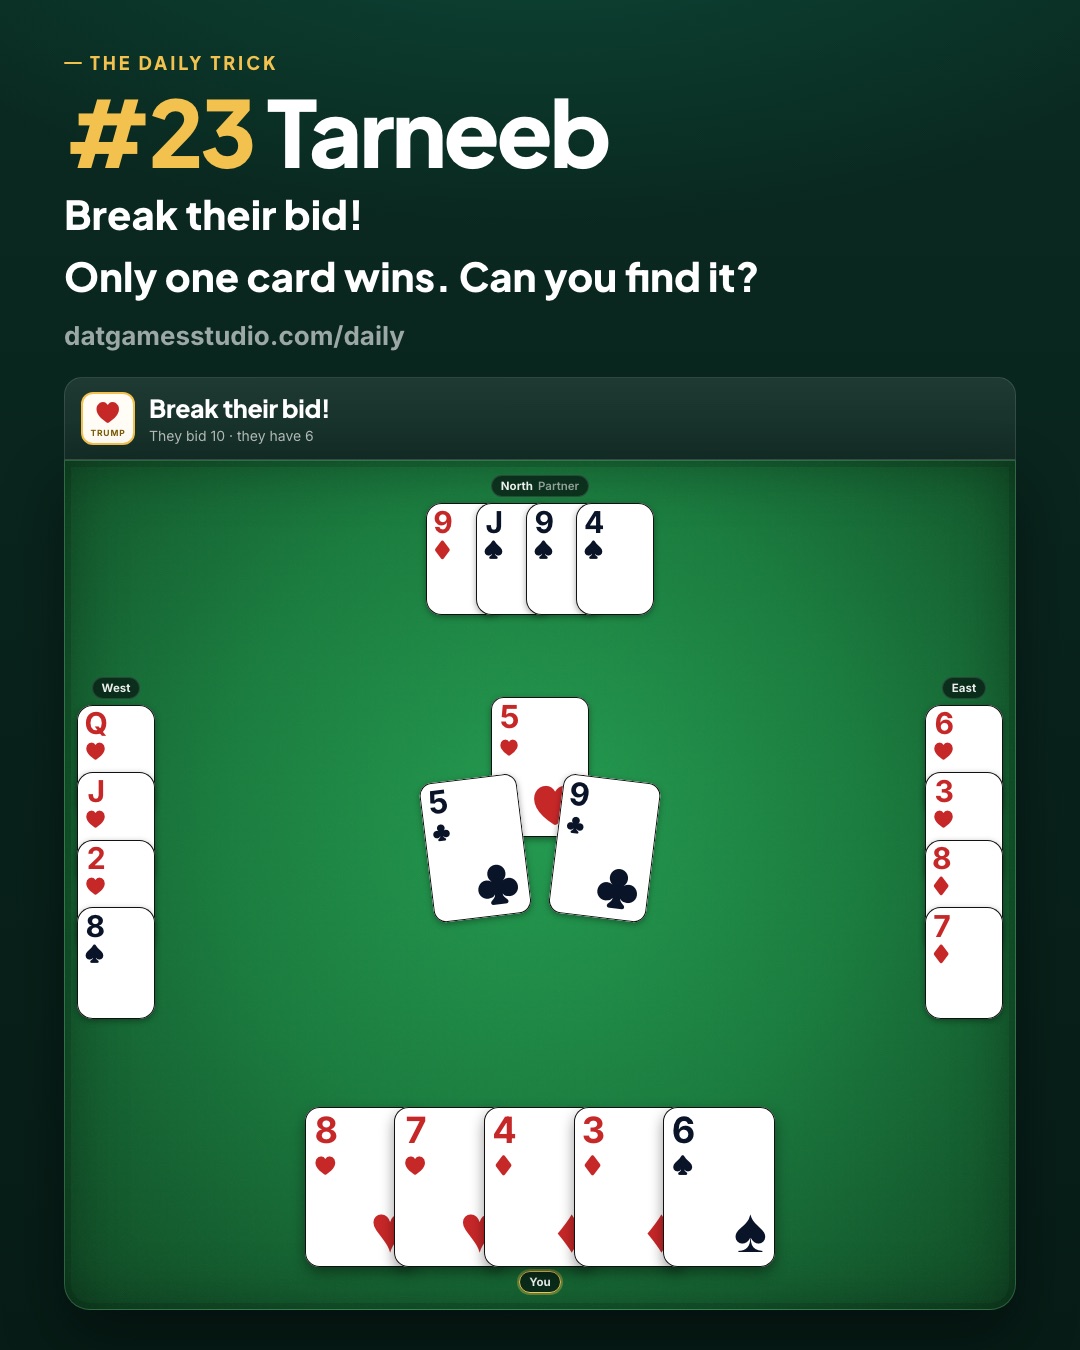 — THE DAILY TRICK
#23 Tarneeb
Break their bid!
Only one card wins. Can you find it?
datgamesstudio.com/daily
TRUMP
Break their bid!
They bid 10 · they have 6
North Partner
9 J 9 4
West
East
Q
J
2
8
6
3
8
7
5
5
9
8 7 4 3 6
You